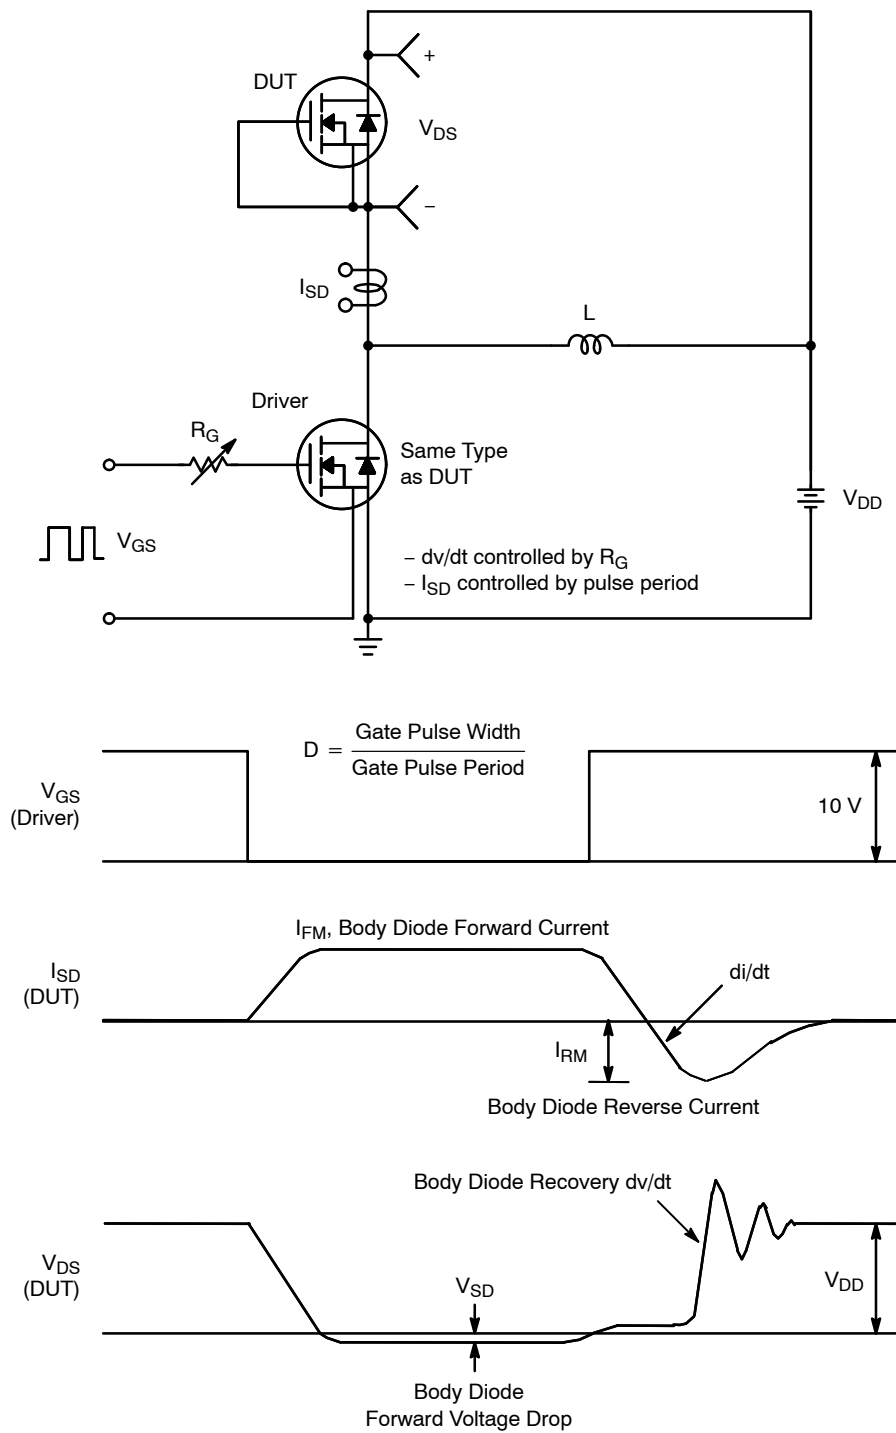 +
DUT
V_DS
−
I_SD
L
Driver
R_G
Same Type
as DUT
V_DD
V_GS
− dv/dt controlled by R_G
− I_SD controlled by pulse period
D = Gate Pulse Width
Gate Pulse Period
V_GS
(Driver)
10 V
I_FM, Body Diode Forward Current
I_SD
(DUT)
di/dt
I_RM
Body Diode Reverse Current
Body Diode Recovery dv/dt
V_DS
(DUT)
V_SD
V_DD
Body Diode
Forward Voltage Drop